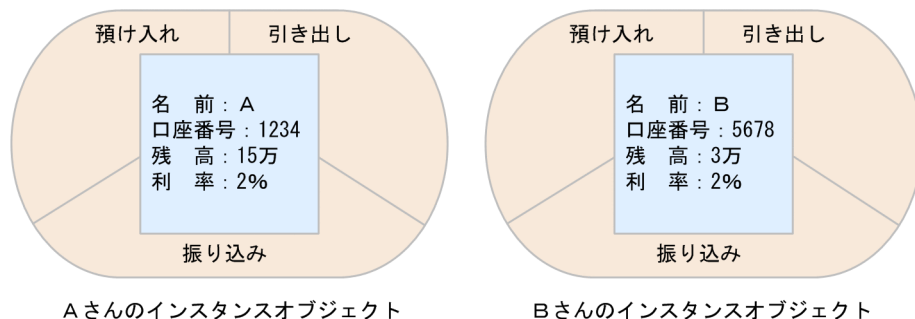 預け入れ
引き出し
名　前：Ａ
口座番号：1234
残　高：15万
利　率：2%
振り込み
Ａさんのインスタンスオブジェクト
預け入れ
引き出し
名　前：Ｂ
口座番号：5678
残　高：3万
利　率：2%
振り込み
Ｂさんのインスタンスオブジェクト